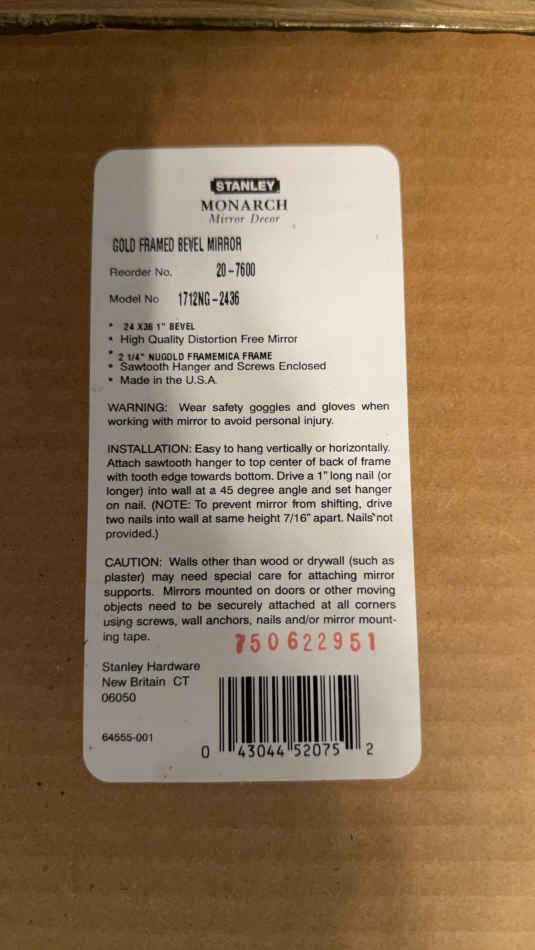 STANLEY
MONARCH
Mirror Decor
GOLD FRAMED BEVEL MIRROR
Reorder No. 20-7600
Model No 1712NG-2436
* 24 X36 1" BEVEL
• High Quality Distortion Free Mirror
* 2 1/4" NUGOLD FRAMEMICA FRAME
• Sawtooth Hanger and Screws Enclosed
• Made in the U.S.A.
WARNING: Wear safety goggles and gloves when
working with mirror to avoid personal injury.
INSTALLATION: Easy to hang vertically or horizontally.
Attach sawtooth hanger to top center of back of frame
with tooth edge towards bottom. Drive a 1" long nail (or
longer) into wall at a 45 degree angle and set hanger
on nail. (NOTE: To prevent mirror from shifting, drive
two nails into wall at same height 7/16" apart. Nails not
provided.)
CAUTION: Walls other than wood or drywall (such as
plaster) may need special care for attaching mirror
supports. Mirrors mounted on doors or other moving
objects need to be securely attached at all corners
using screws, wall anchors, nails and/or mirror mount-
ing tape.
750622951
Stanley Hardware
New Britain CT
06050
64555-001
0 43044 52075 2